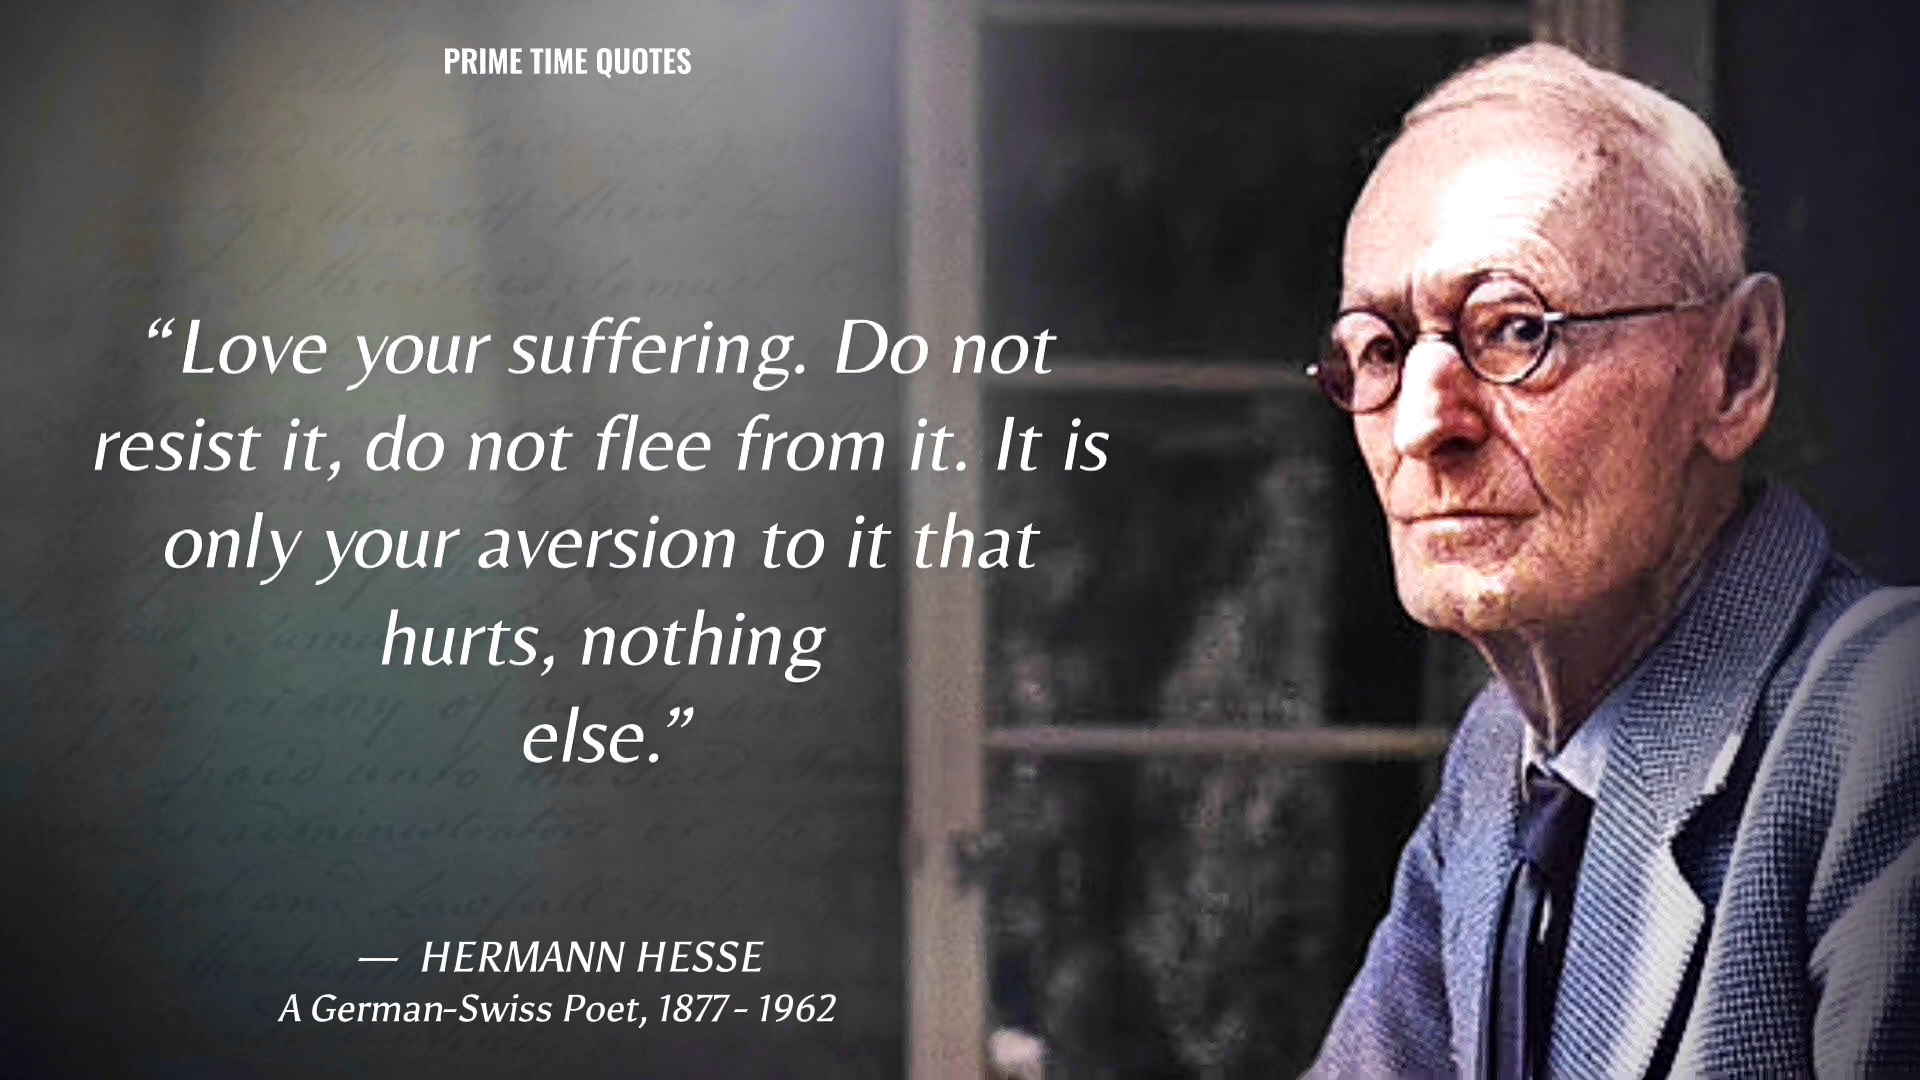 PRIME TIME QUOTES
“Love your suffering. Do not
resist it, do not flee from it. It is
only your aversion to it that
hurts, nothing
else.”
— HERMANN HESSE
A German-Swiss Poet, 1877- 1962